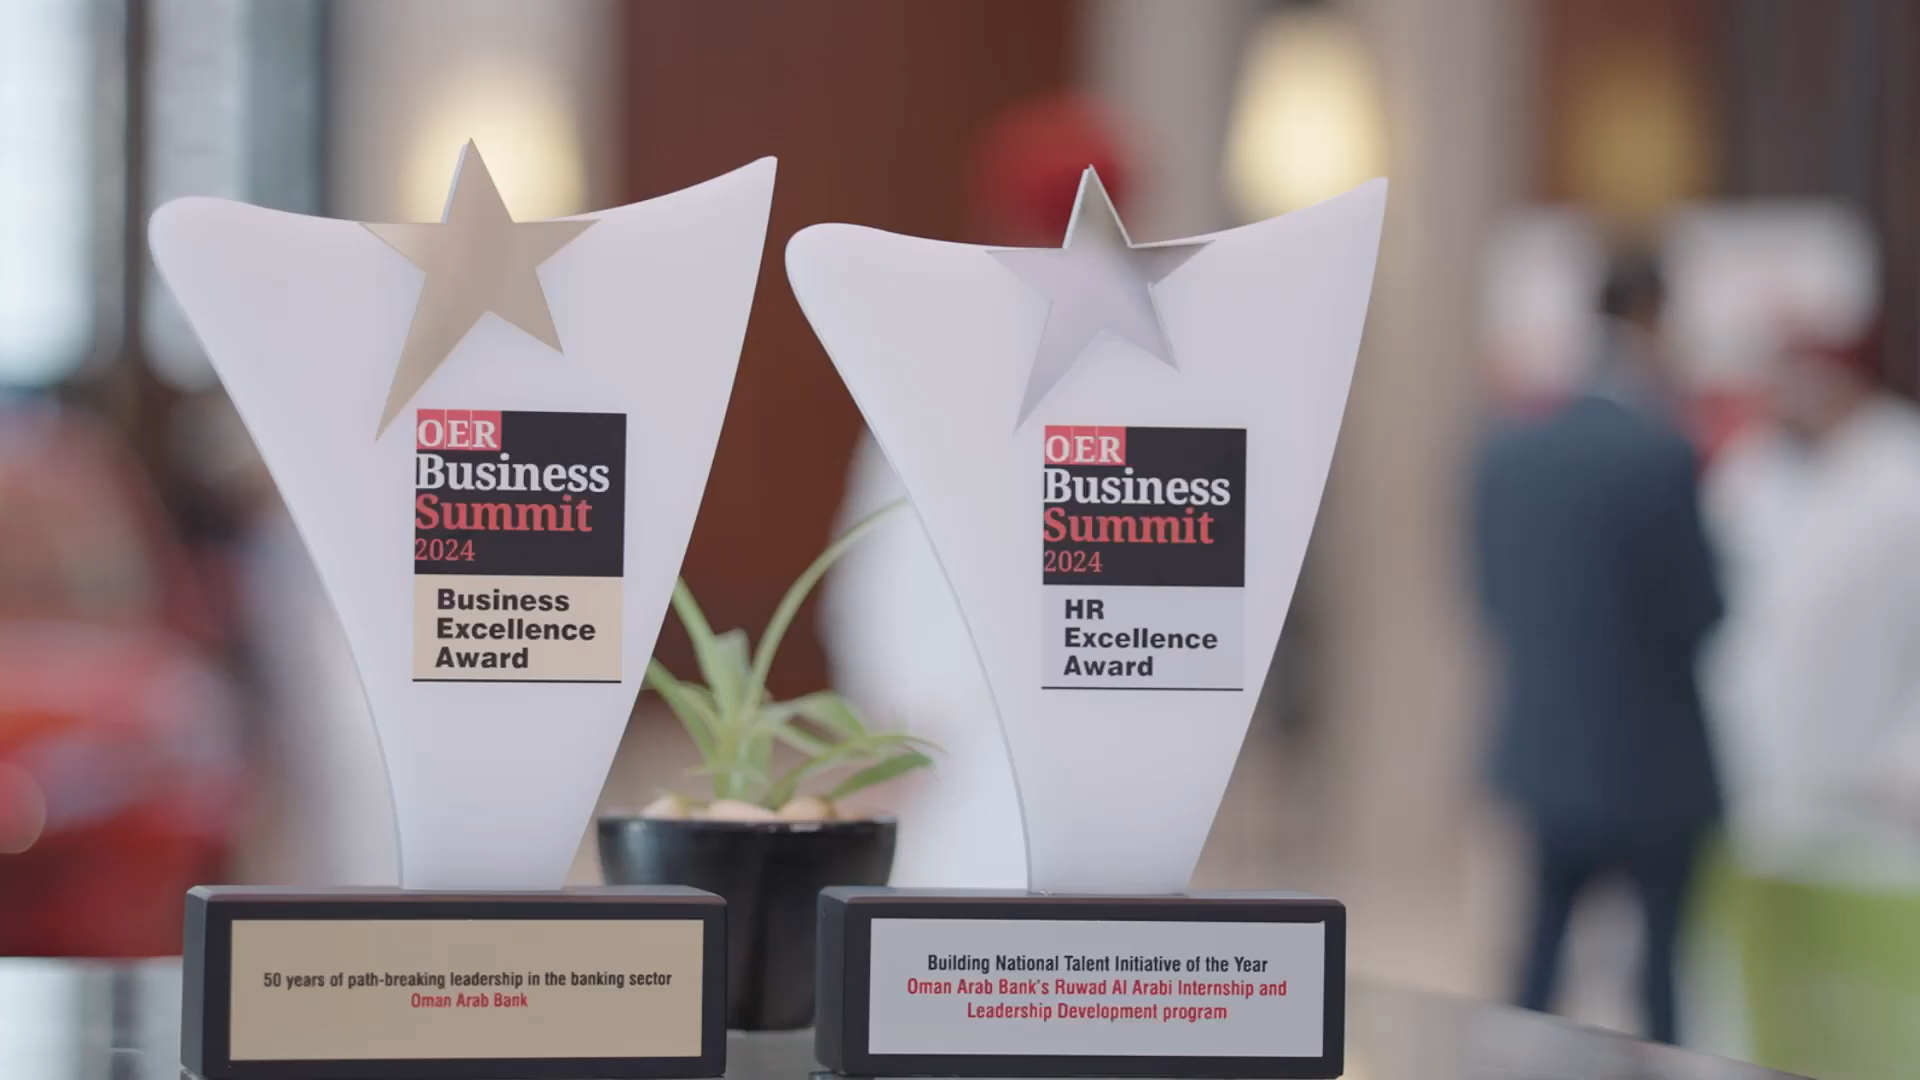 OER
Business
Summit
2024
Business
Excellence
Award
50 years of path-breaking leadership in the banking sector
Oman Arab Bank
OER
Business
Summit
2024
HR
Excellence
Award
Building National Talent Initiative of the Year
Oman Arab Bank's Ruwad Al Arabi Internship and
Leadership Development program